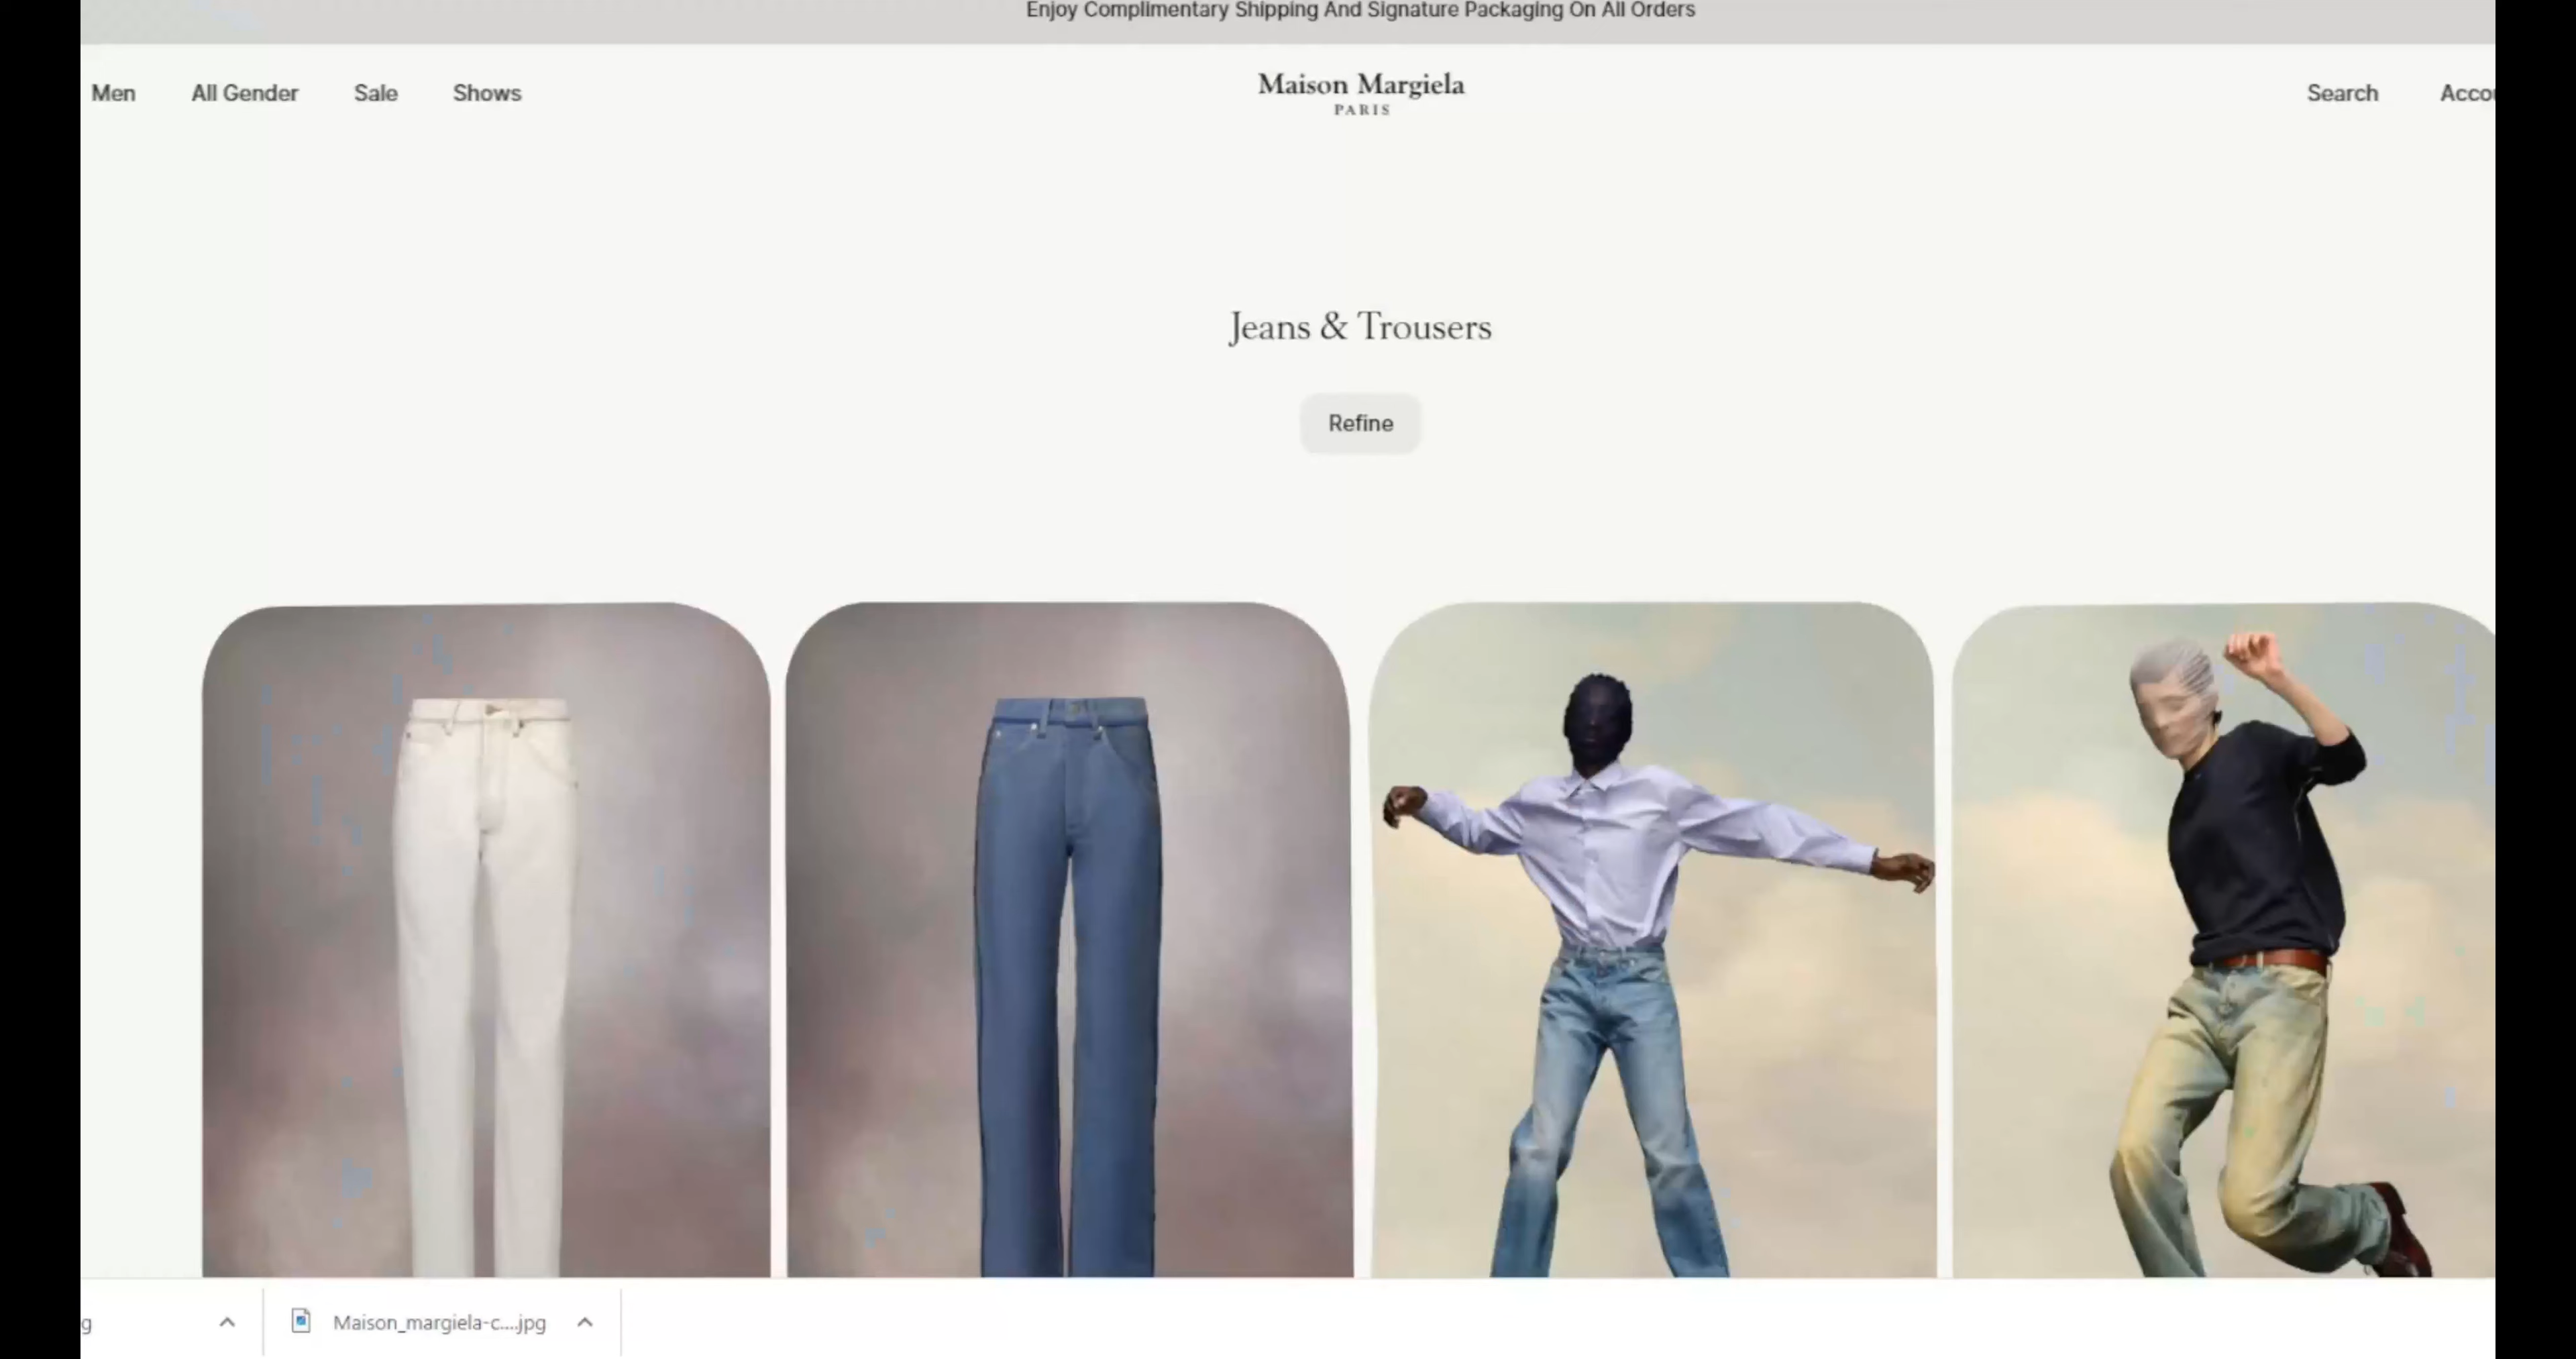 Enjoy Complimentary Shipping And Signature Packaging On All Orders
Men All Gender Sale Shows
Maison Margiela
PARIS
Search Accou
Jeans & Trousers
Refine
g
Maison_margiela-c....jpg